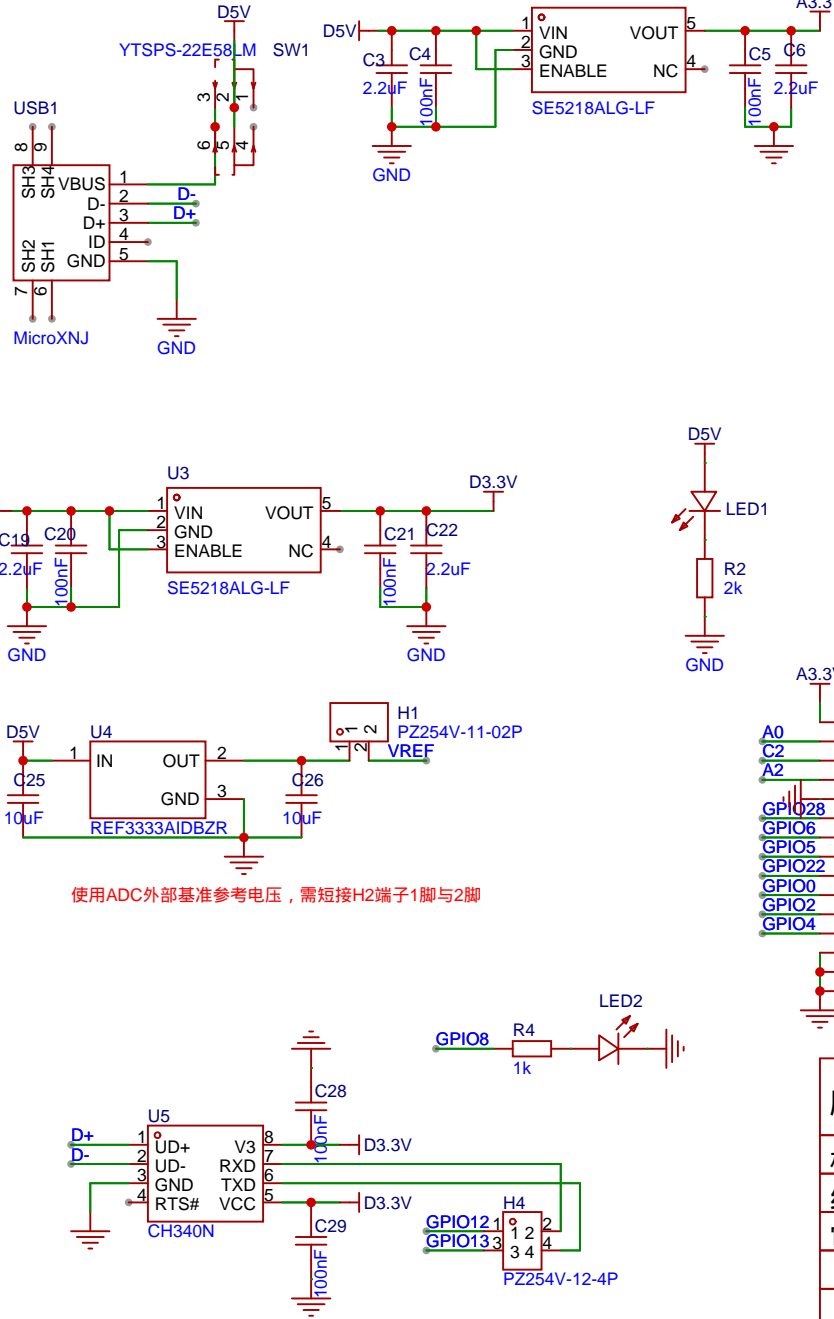 D5V
YTSPS-22E58LM SW1
3 2 1
6 5 4
USB1
8 9
SH3 SH4
VBUS 1
D- 2 D-
D+ 3 D+
ID 4
GND 5
SH2 SH1
7 6
MicroXNJ
GND
D5V
C3 C4
2.2uF 100nF
GND
1 VIN VOUT 5
2 GND
3 ENABLE NC 4
SE5218ALG-LF
C5 C6
100nF 2.2uF
U3
1 VIN VOUT 5
2 GND
3 ENABLE NC 4
SE5218ALG-LF
D3.3V
C19 C20
2.2uF 100nF
GND
C21 C22
100nF 2.2uF
GND
D5V
LED1
R2
2k
GND
D5V
C25
10uF
U4
1 IN OUT 2
GND 3
REF3333AIDBZR
C26
10uF
H1
PZ254V-11-02P
1 2
1 2
VREF
使用ADC外部基准参考电压，需短接H2端子1脚与2脚
A0
C2
A2
GPIO28
GPIO6
GPIO5
GPIO22
GPIO0
GPIO2
GPIO4
LED2
GPIO8
R4
1k
C28
100nF
U5
D+ 1 UD+ V3 8 D3.3V
D- 2 UD- RXD 7
3 GND TXD 6
4 RTS# VCC 5 D3.3V
CH340N
C29
100nF
H4
GPIO12 1 1 2 2
GPIO13 3 3 4 4
PZ254V-12-4P